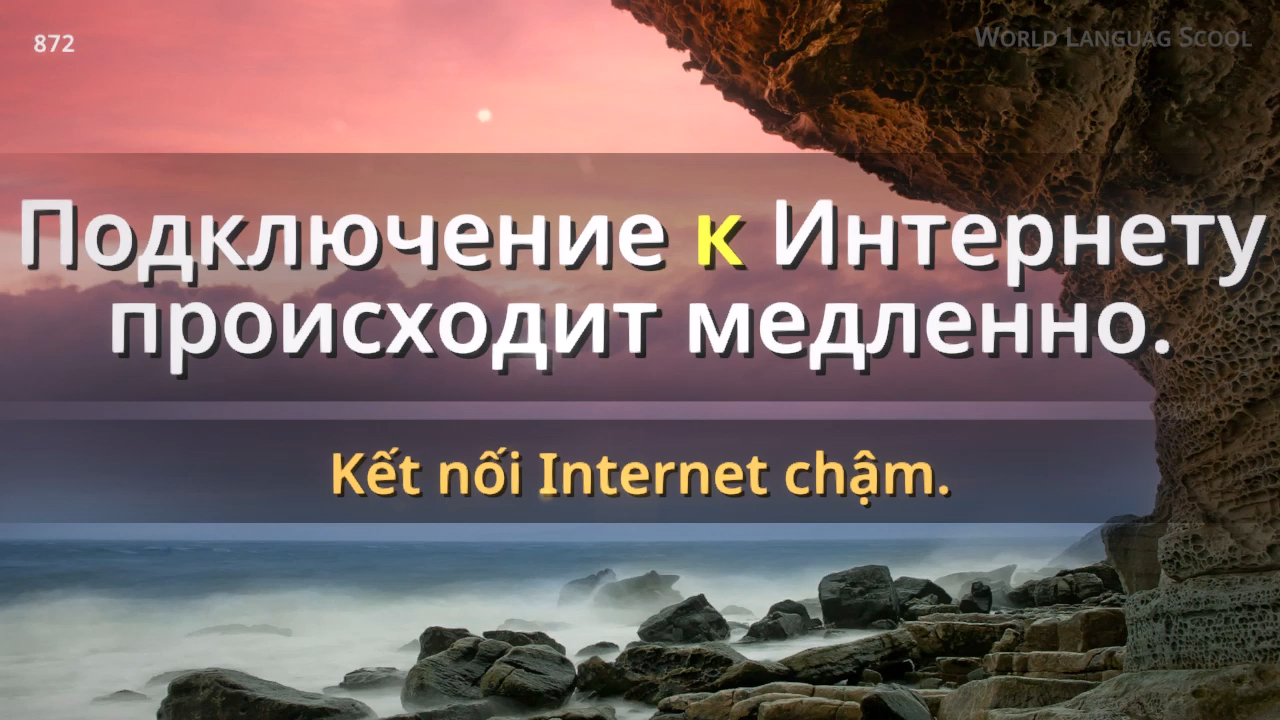 872
World Languag Scool
Подключение к Интернету
происходит медленно.
Kết nối Internet chậm.